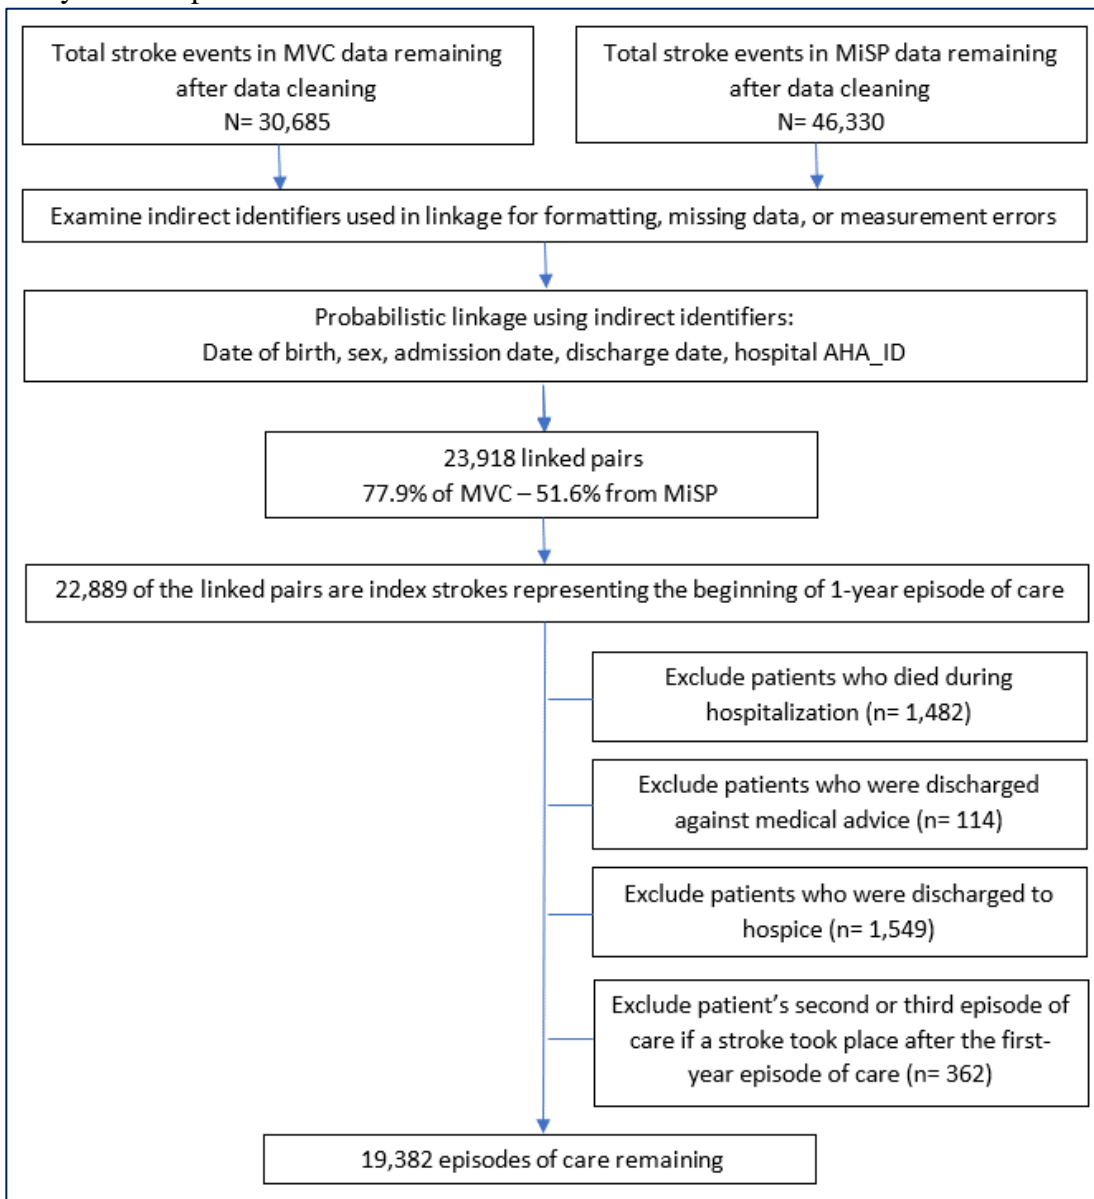 Total stroke events in MVC data remaining
after data cleaning
N= 30,685
Total stroke events in MiSP data remaining
after data cleaning
N= 46,330
Examine indirect identifiers used in linkage for formatting, missing data, or measurement errors
Probabilistic linkage using indirect identifiers:
Date of birth, sex, admission date, discharge date, hospital AHA_ID
23,918 linked pairs
77.9% of MVC – 51.6% from MiSP
22,889 of the linked pairs are index strokes representing the beginning of 1-year episode of care
Exclude patients who died during
hospitalization (n= 1,482)
Exclude patients who were discharged
against medical advice (n= 114)
Exclude patients who were discharged to
hospice (n= 1,549)
Exclude patient’s second or third episode of
care if a stroke took place after the first-
year episode of care (n= 362)
19,382 episodes of care remaining